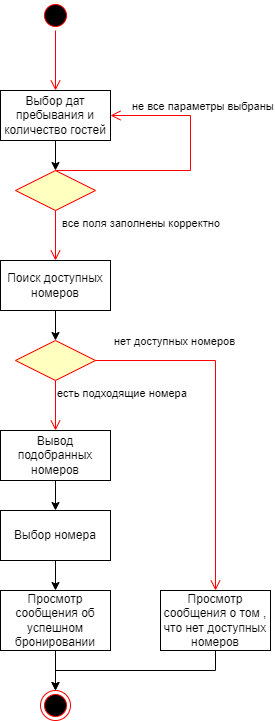 Выбор дат
пребывания и
количество гостей
не все параметры выбраны
все поля заполнены корректно
Поиск доступных
номеров
нет доступных номеров
есть подходящие номера
Вывод
подобранных
номеров
Выбор номера
Просмотр
сообщения об
успешном
бронировании
Просмотр
сообщения о том ,
что нет доступных
номеров